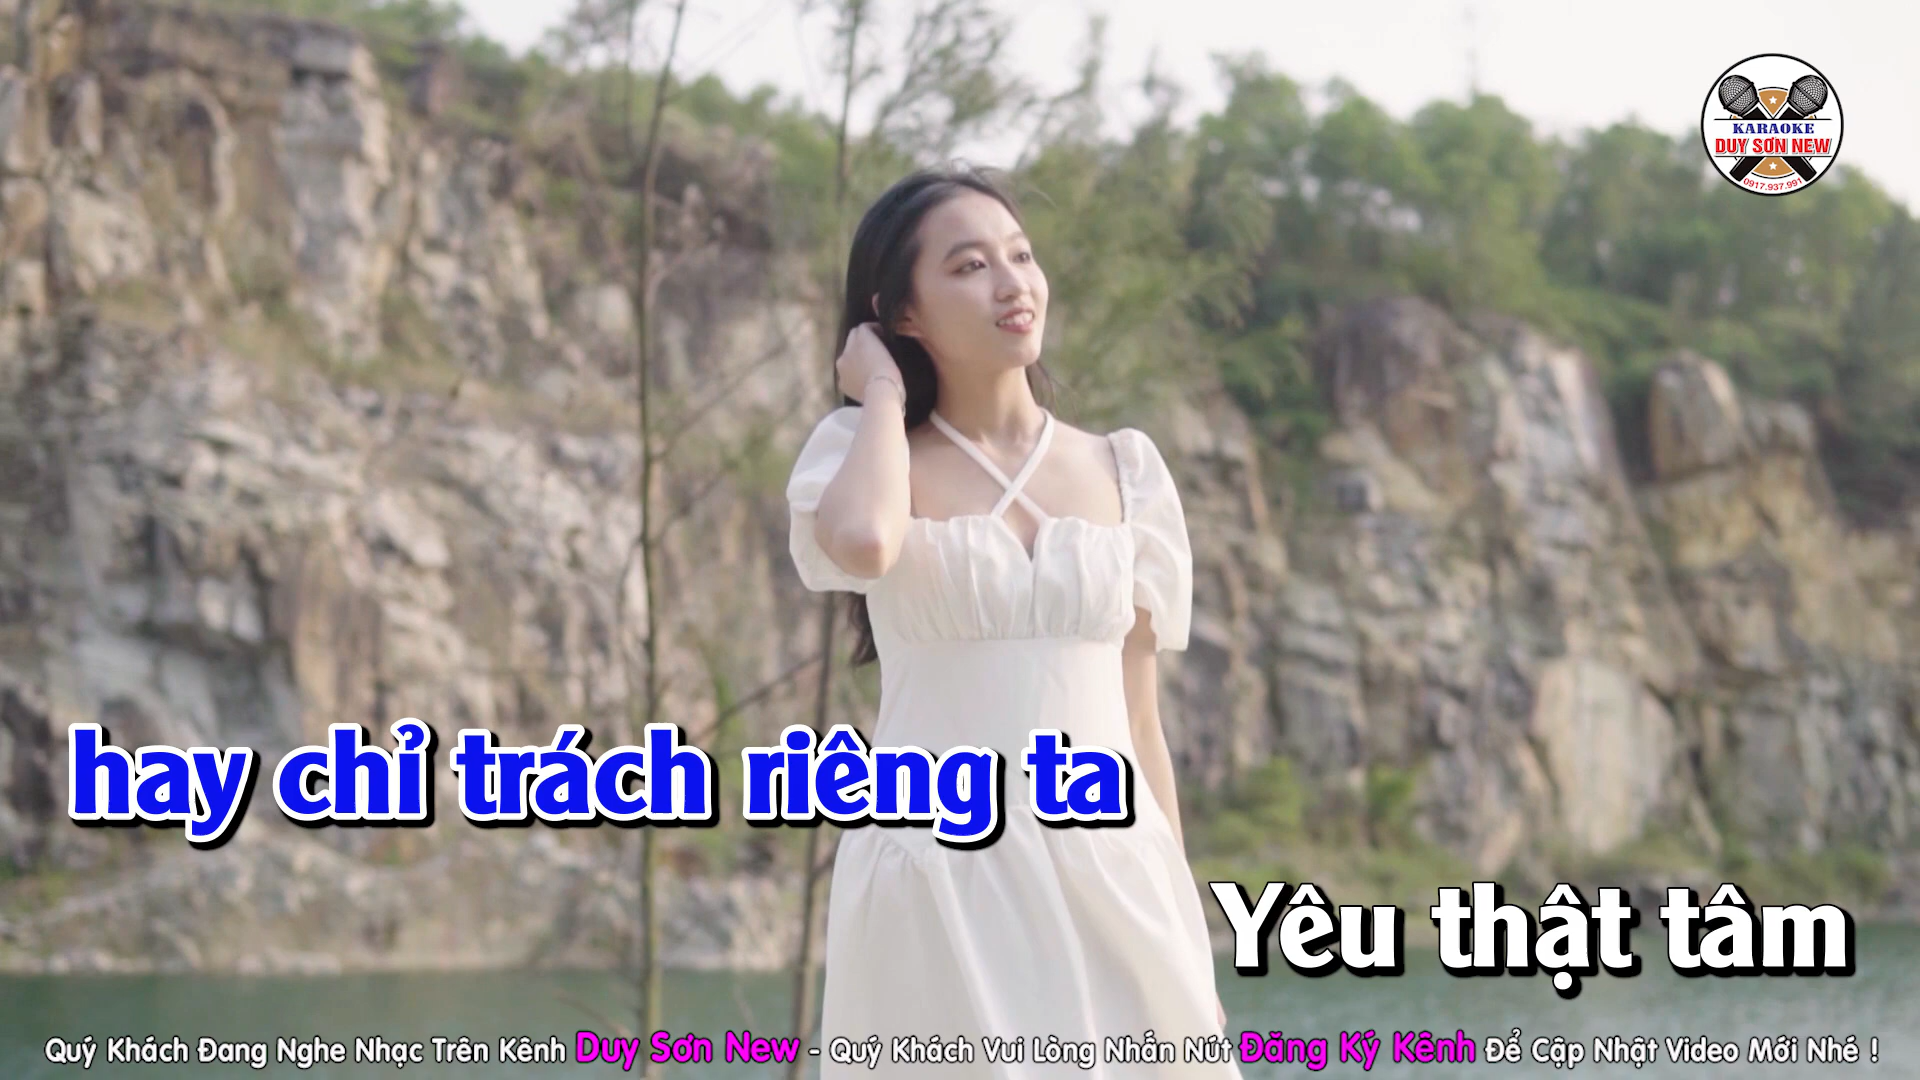 KARAOKE
DUY SƠN NEW
0917.937.991
hay chỉ trách riêng ta
Yêu thật tâm
Quý Khách Đang Nghe Nhạc Trên Kênh Duy Sơn New - Quý Khách Vui Lòng Nhấn Nút Đăng Ký Kênh Để Cập Nhật Video Mới Nhé !